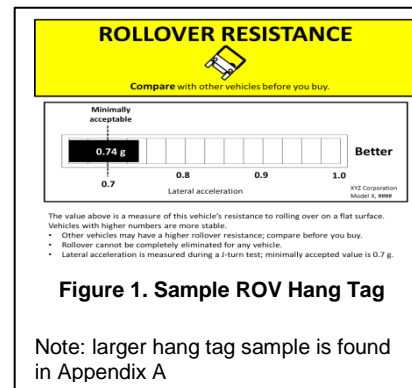 ROLLOVER RESISTANCE
Compare with other vehicles before you buy.
Minimally
acceptable
0.74 g
Better
0.7 0.8 0.9 1.0
Lateral acceleration
XYZ Corporation
Model X, ####
The value above is a measure of this vehicle's resistance to rolling over on a flat surface.
Vehicles with higher numbers are more stable.
• Other vehicles may have a higher rollover resistance; compare before you buy.
• Rollover cannot be completely eliminated for any vehicle.
• Lateral acceleration is measured during a J-turn test; minimally accepted value is 0.7 g.
Figure 1. Sample ROV Hang Tag
Note: larger hang tag sample is found
in Appendix A